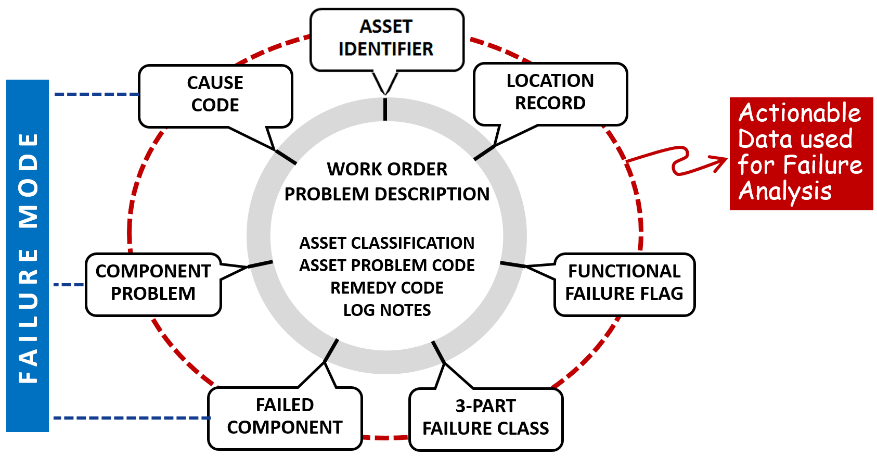 ASSET
IDENTIFIER
CAUSE
CODE
LOCATION
RECORD
Actionable
Data used
for Failure
Analysis
FAILURE MODE
WORK ORDER
PROBLEM DESCRIPTION
ASSET CLASSIFICATION
ASSET PROBLEM CODE
REMEDY CODE
LOG NOTES
COMPONENT
PROBLEM
FUNCTIONAL
FAILURE FLAG
FAILED
COMPONENT
3-PART
FAILURE CLASS